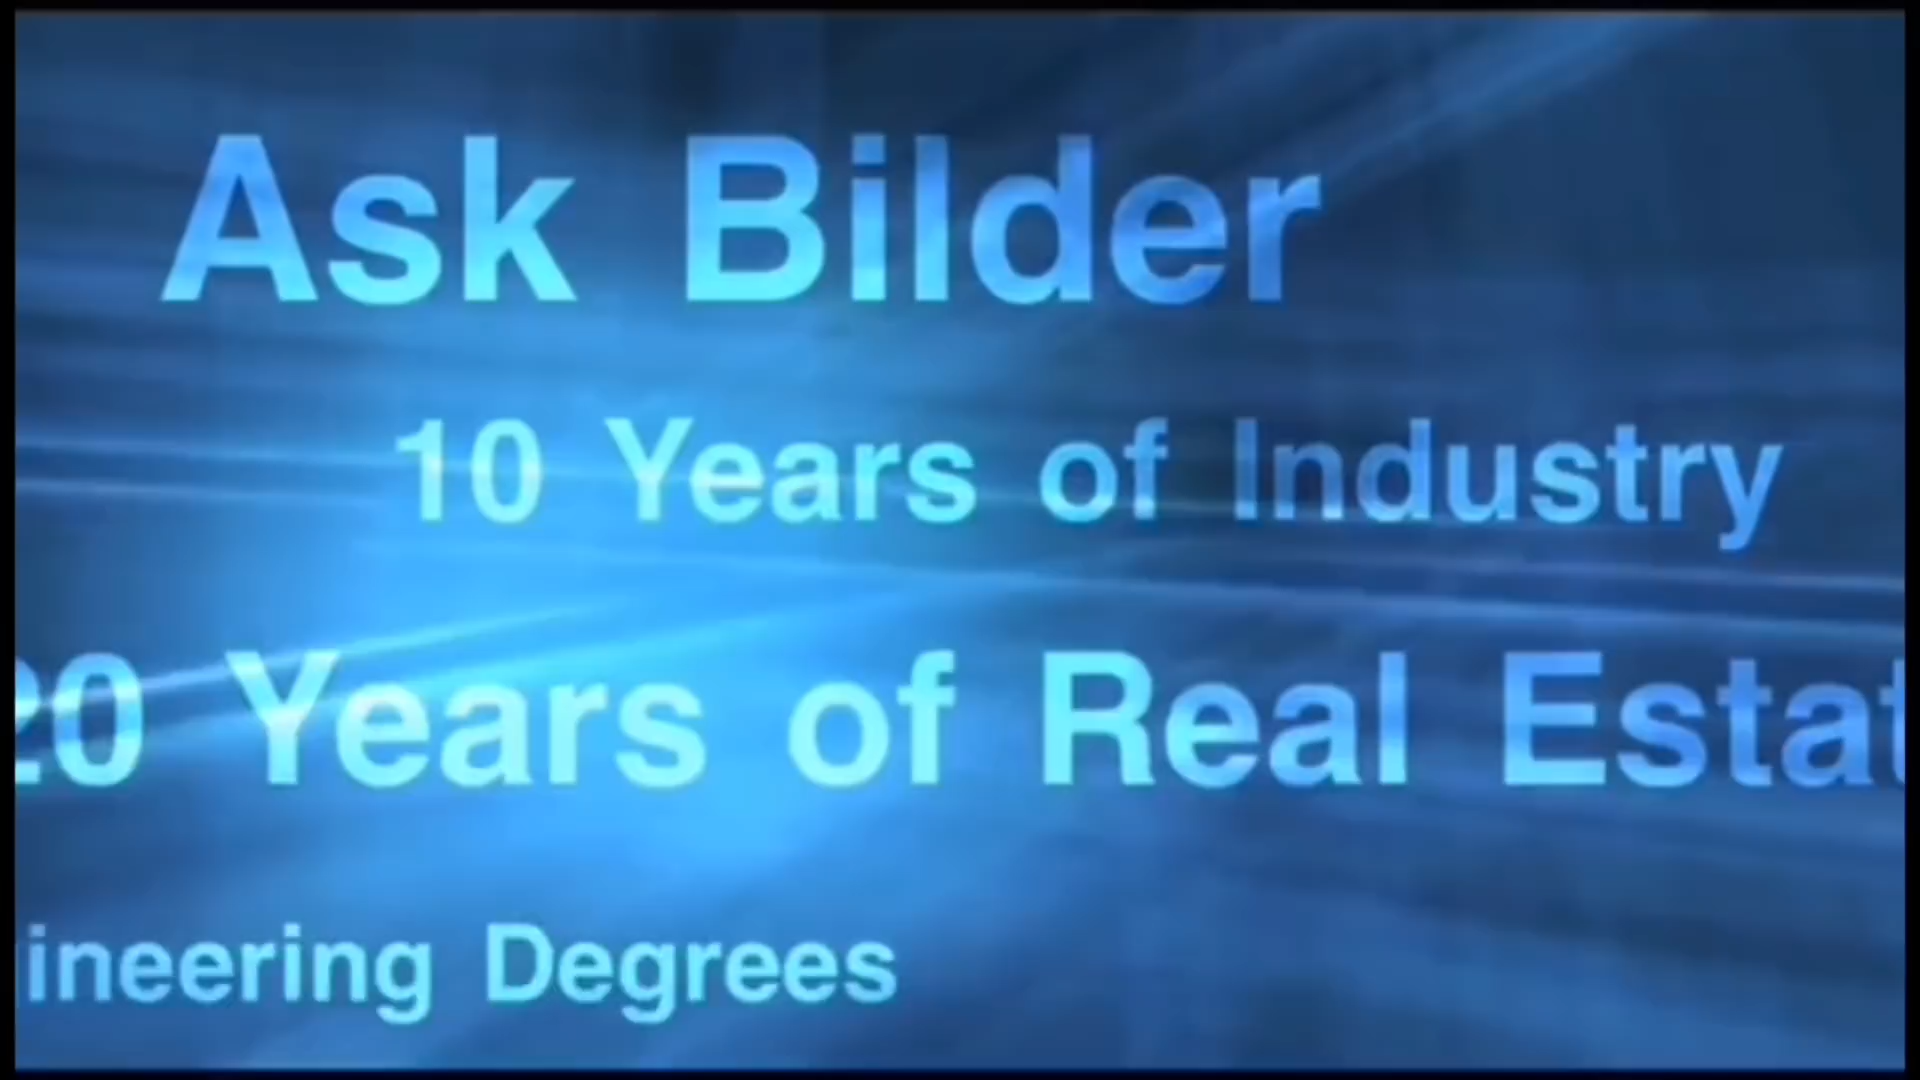 Ask Bilder
10 Years of Industry
20 Years of Real Estat
ineering Degrees